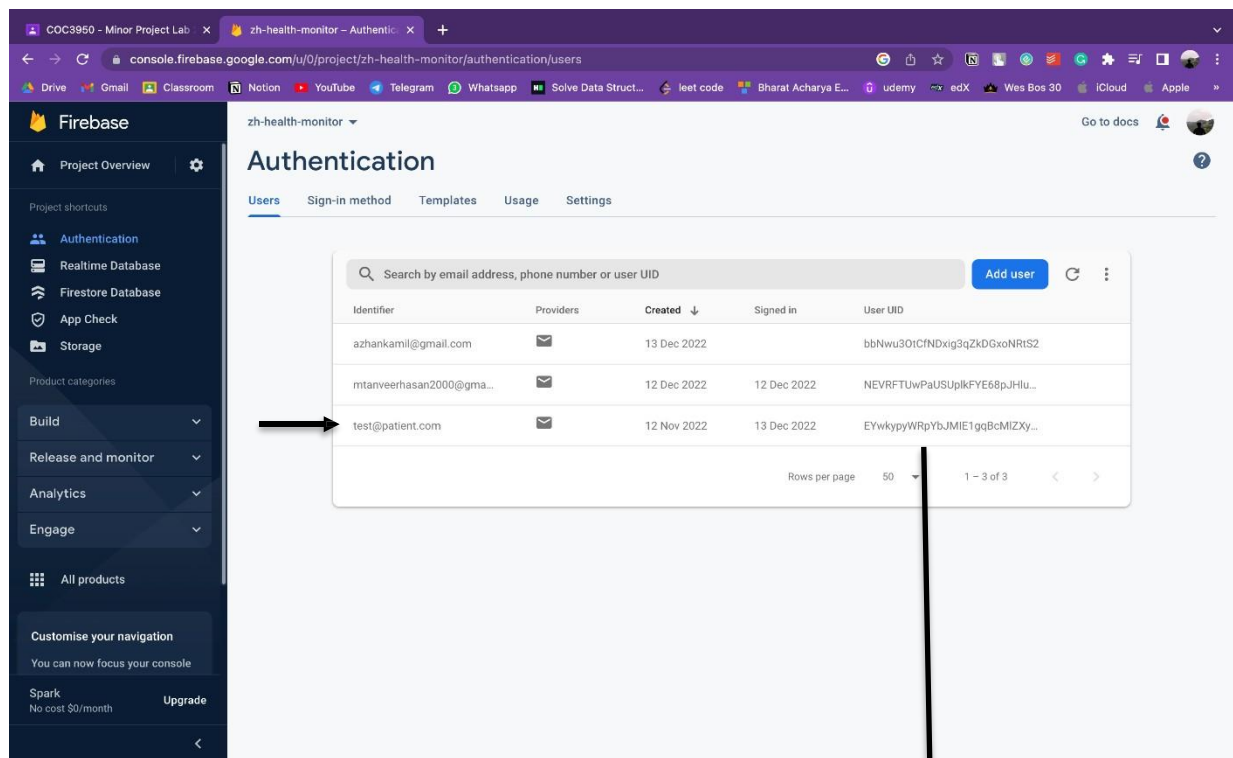 COC3950 - Minor Project Lab
zh-health-monitor – Authentic
console.firebase.google.com/u/0/project/zh-health-monitor/authentication/users
Drive Gmail Classroom Notion YouTube Telegram Whatsapp Solve Data Struct... leet code Bharat Acharya E... udemy edX Wes Bos 30 iCloud Apple »
Firebase
zh-health-monitor
Go to docs
Project Overview
Authentication
Project shortcuts
Users Sign-in method Templates Usage Settings
Authentication
Realtime Database
Firestore Database
App Check
Storage
Product categories
Build
Release and monitor
Analytics
Engage
All products
Customise your navigation
You can now focus your console
Spark
No cost $0/month
Upgrade
Search by email address, phone number or user UID
Add user
Identifier Providers Created Signed in User UID
azhankamil@gmail.com 13 Dec 2022 bbNwu3OtCfNDxig3qZkDGxoNRtS2
mtanveerhasan2000@gma... 12 Dec 2022 12 Dec 2022 NEVRFTUwPaUSUplkFYE68pJHlu...
test@patient.com 12 Nov 2022 13 Dec 2022 EYwkypyWRpYbJMIE1gqBcMlZXy...
Rows per page 50 1 – 3 of 3